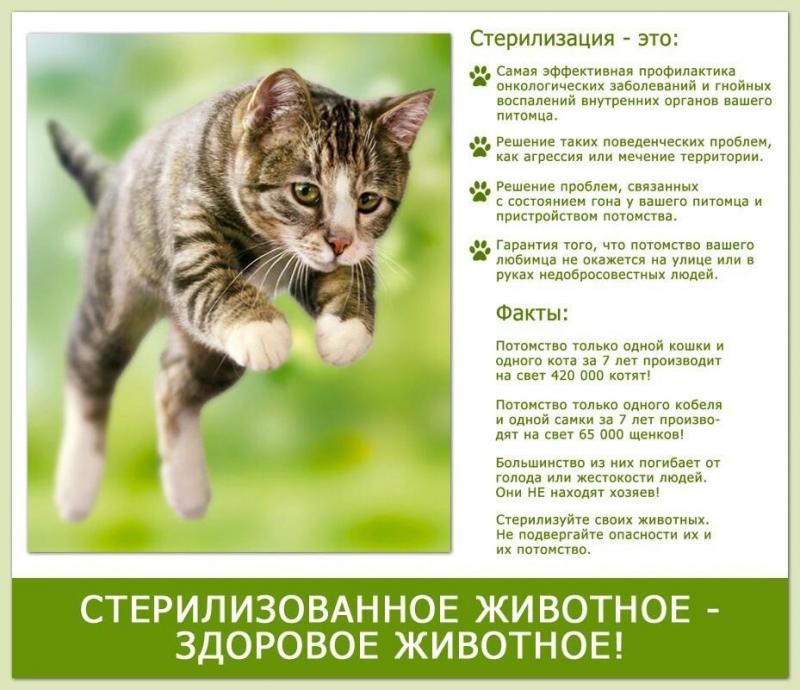 Стерилизация - это:
Самая эффективная профилактика
онкологических заболеваний и гнойных
воспалений внутренних органов вашего
питомца.
Решение таких поведенческих проблем,
как агрессия или мечение территории.
Решение проблем, связанных
с состоянием гона у вашего питомца и
пристройством потомства.
Гарантия того, что потомство вашего
любимца не окажется на улице или в
руках недобросовестных людей.
Факты:
Потомство только одной кошки и
одного кота за 7 лет производит
на свет 420 000 котят!
Потомство только одного кобеля
и одной самки за 7 лет произво-
дят на свет 65 000 щенков!
Большинство из них погибает от
голода или жестокости людей.
Они НЕ находят хозяев!
Стерилизуйте своих животных.
Не подвергайте опасности их и
их потомство.
СТЕРИЛИЗОВАННОЕ ЖИВОТНОЕ -
ЗДОРОВОЕ ЖИВОТНОЕ!